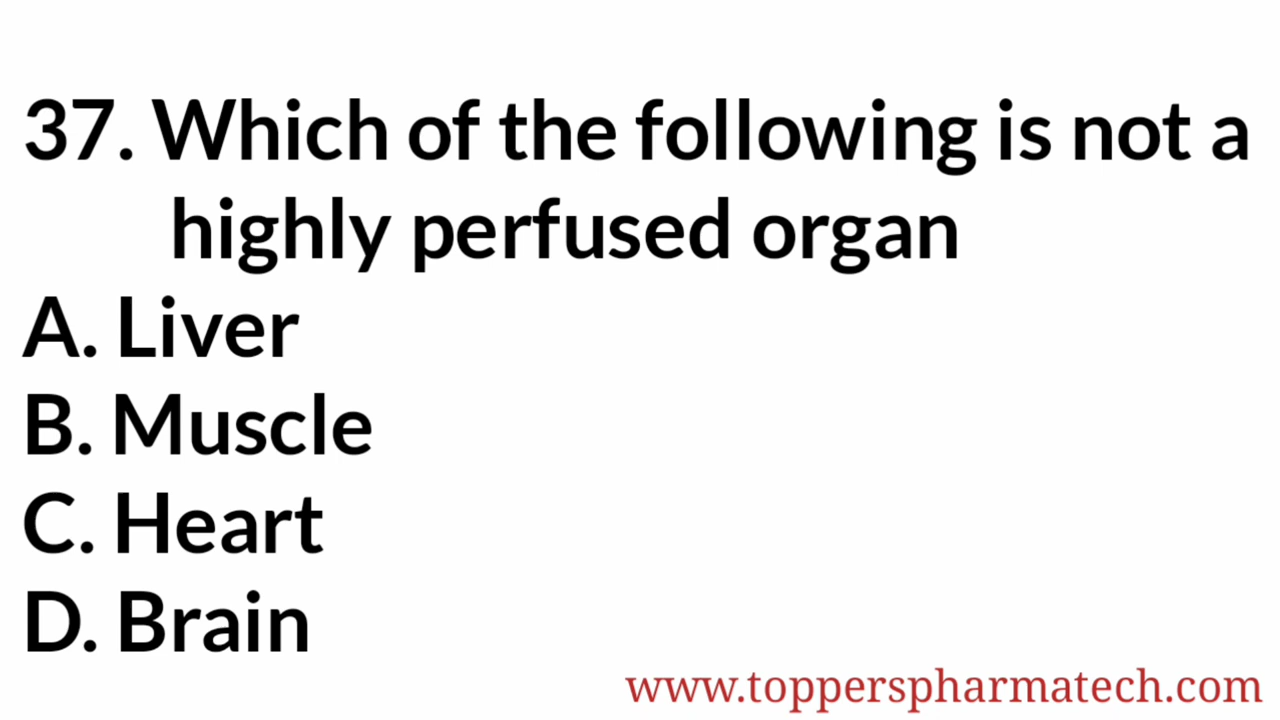 37. Which of the following is not a
highly perfused organ
A. Liver
B. Muscle
C. Heart
D. Brain
www.topperspharmatech.com